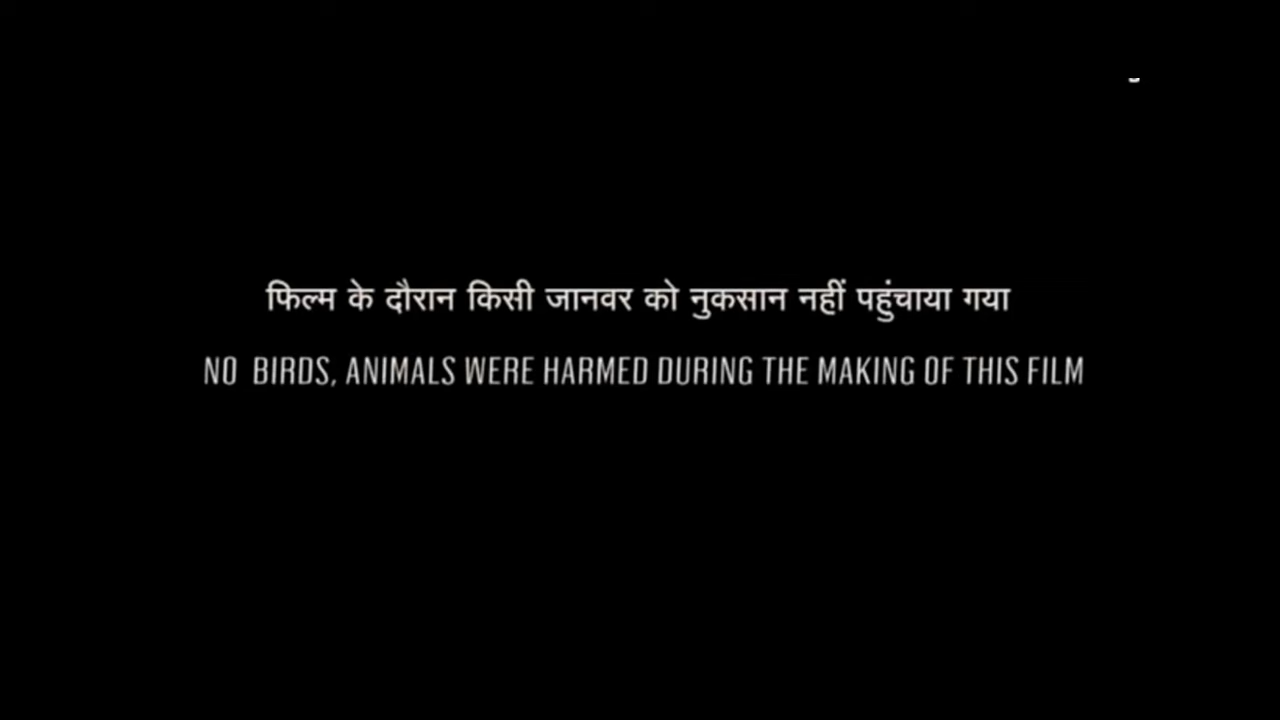 फिल्म के दौरान किसी जानवर को नुकसान नहीं पहुंचाया गया
NO BIRDS, ANIMALS WERE HARMED DURING THE MAKING OF THIS FILM